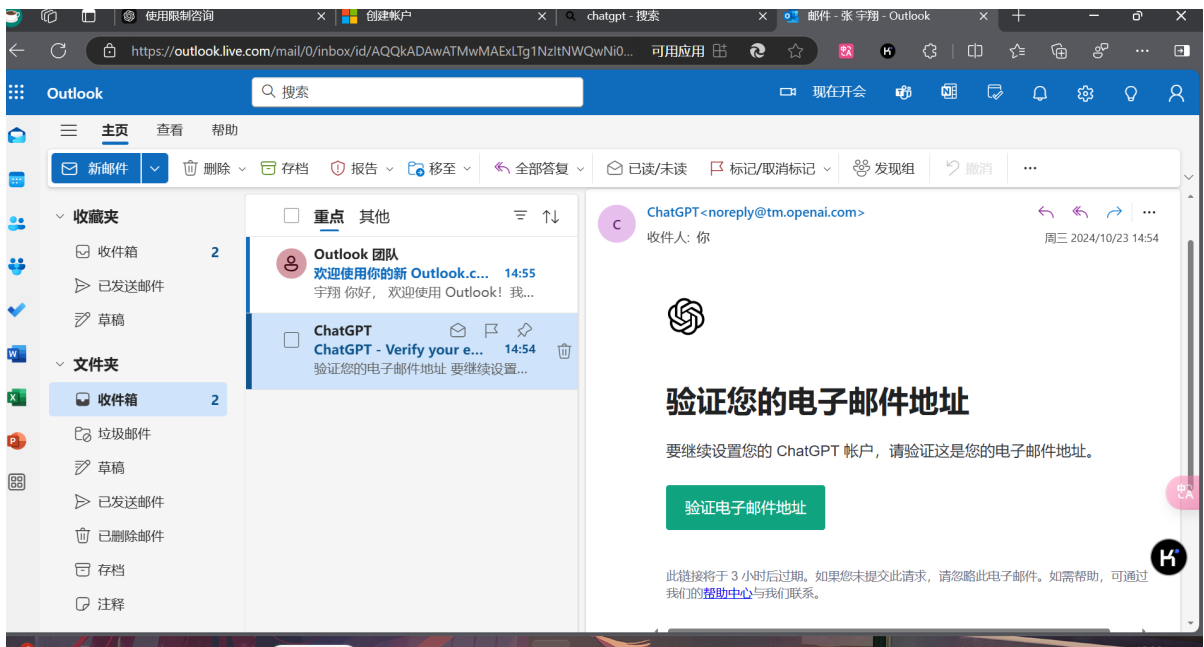 使用限制咨询
创建帐户
chatgpt - 搜索
邮件 - 张 宇翔 - Outlook
https://outlook.live.com/mail/0/inbox/id/AQQkADAwATMwMAExLTg1NzItNWQwNi0...
可用应用
Outlook
搜索
现在开会
主页
查看
帮助
新邮件
删除
存档
报告
移至
全部答复
已读/未读
标记/取消标记
发现组
撤消
收藏夹
收件箱 2
已发送邮件
草稿
文件夹
收件箱 2
垃圾邮件
草稿
已发送邮件
已删除邮件
存档
注释
重点 其他
Outlook 团队
欢迎使用你的新 Outlook.c... 14:55
宇翔 你好， 欢迎使用 Outlook！我...
ChatGPT
ChatGPT - Verify your e... 14:54
验证您的电子邮件地址 要继续设置...
C
ChatGPT<noreply@tm.openai.com>
收件人: 你
周三 2024/10/23 14:54
验证您的电子邮件地址
要继续设置您的 ChatGPT 帐户，请验证这是您的电子邮件地址。
验证电子邮件地址
此链接将于 3 小时后过期。如果您未提交此请求，请忽略此电子邮件。如需帮助，可通过
我们的帮助中心与我们联系。